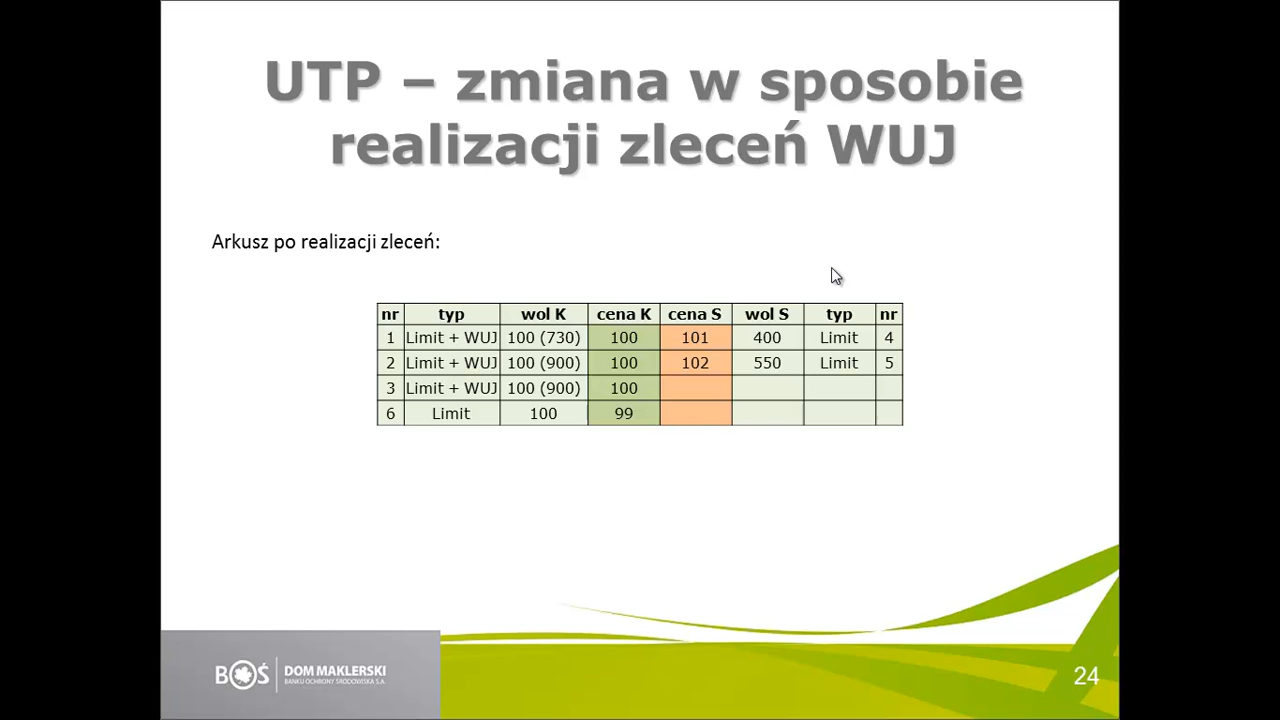 UTP – zmiana w sposobie
realizacji zleceń WUJ
Arkusz po realizacji zleceń:
nr typ wol K cena K cena S wol S typ nr
1 Limit + WUJ 100 (730) 100 101 400 Limit 4
2 Limit + WUJ 100 (900) 100 102 550 Limit 5
3 Limit + WUJ 100 (900) 100
6 Limit 100 99
BOŚ DOM MAKLERSKI
BANKU OCHRONY ŚRODOWISKA S.A.
24